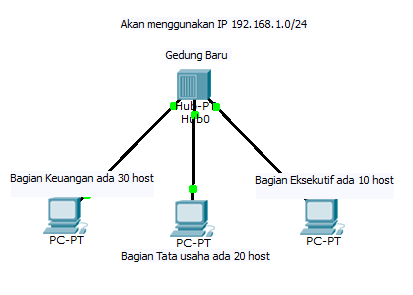 Akan menggunakan IP 192.168.1.0/24
Gedung Baru
Hub-PT
Hub0
Bagian Keuangan ada 30 host
Bagian Eksekutif ada 10 host
PC-PT
PC-PT
PC-PT
Bagian Tata usaha ada 20 host